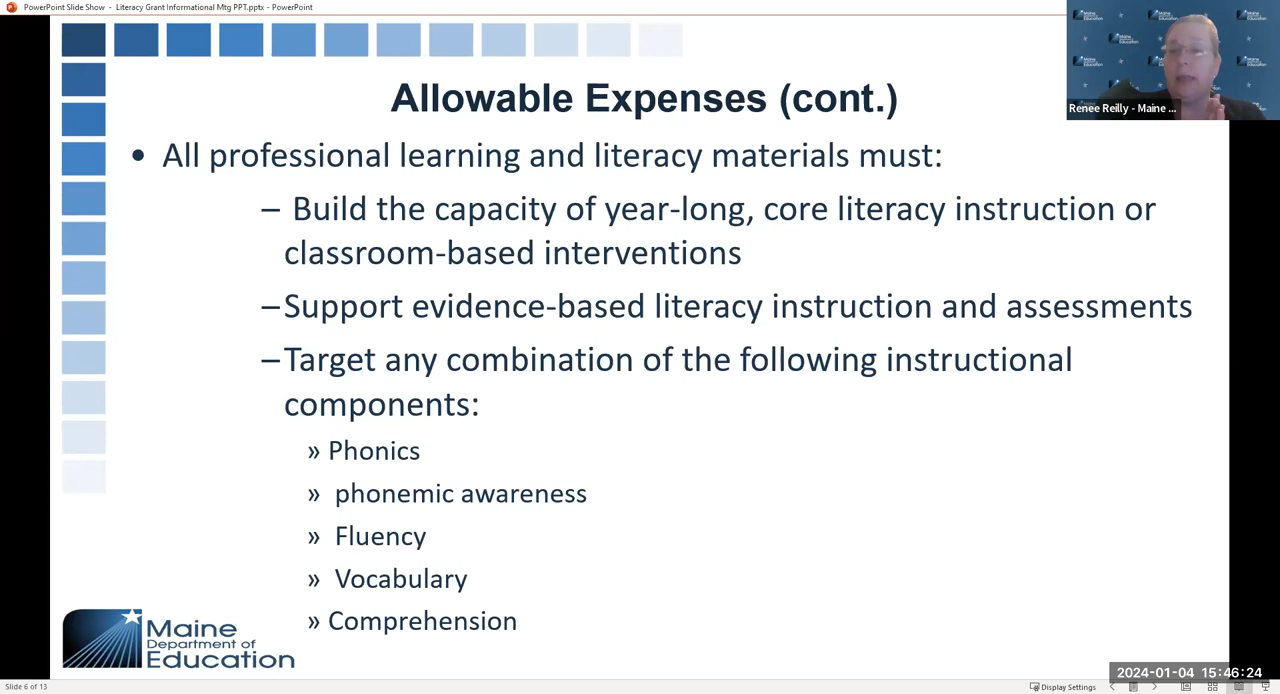 PowerPoint Slide Show - Literacy Grant Informational Mtg PPT.pptx - PowerPoint
Renee Reilly - Maine ...
Allowable Expenses (cont.)
• All professional learning and literacy materials must:
– Build the capacity of year-long, core literacy instruction or
classroom-based interventions
–Support evidence-based literacy instruction and assessments
–Target any combination of the following instructional
components:
» Phonics
» phonemic awareness
» Fluency
» Vocabulary
» Comprehension
Maine
Department of
Education
2024-01-04 15:46:24
Slide 6 of 13
Display Settings